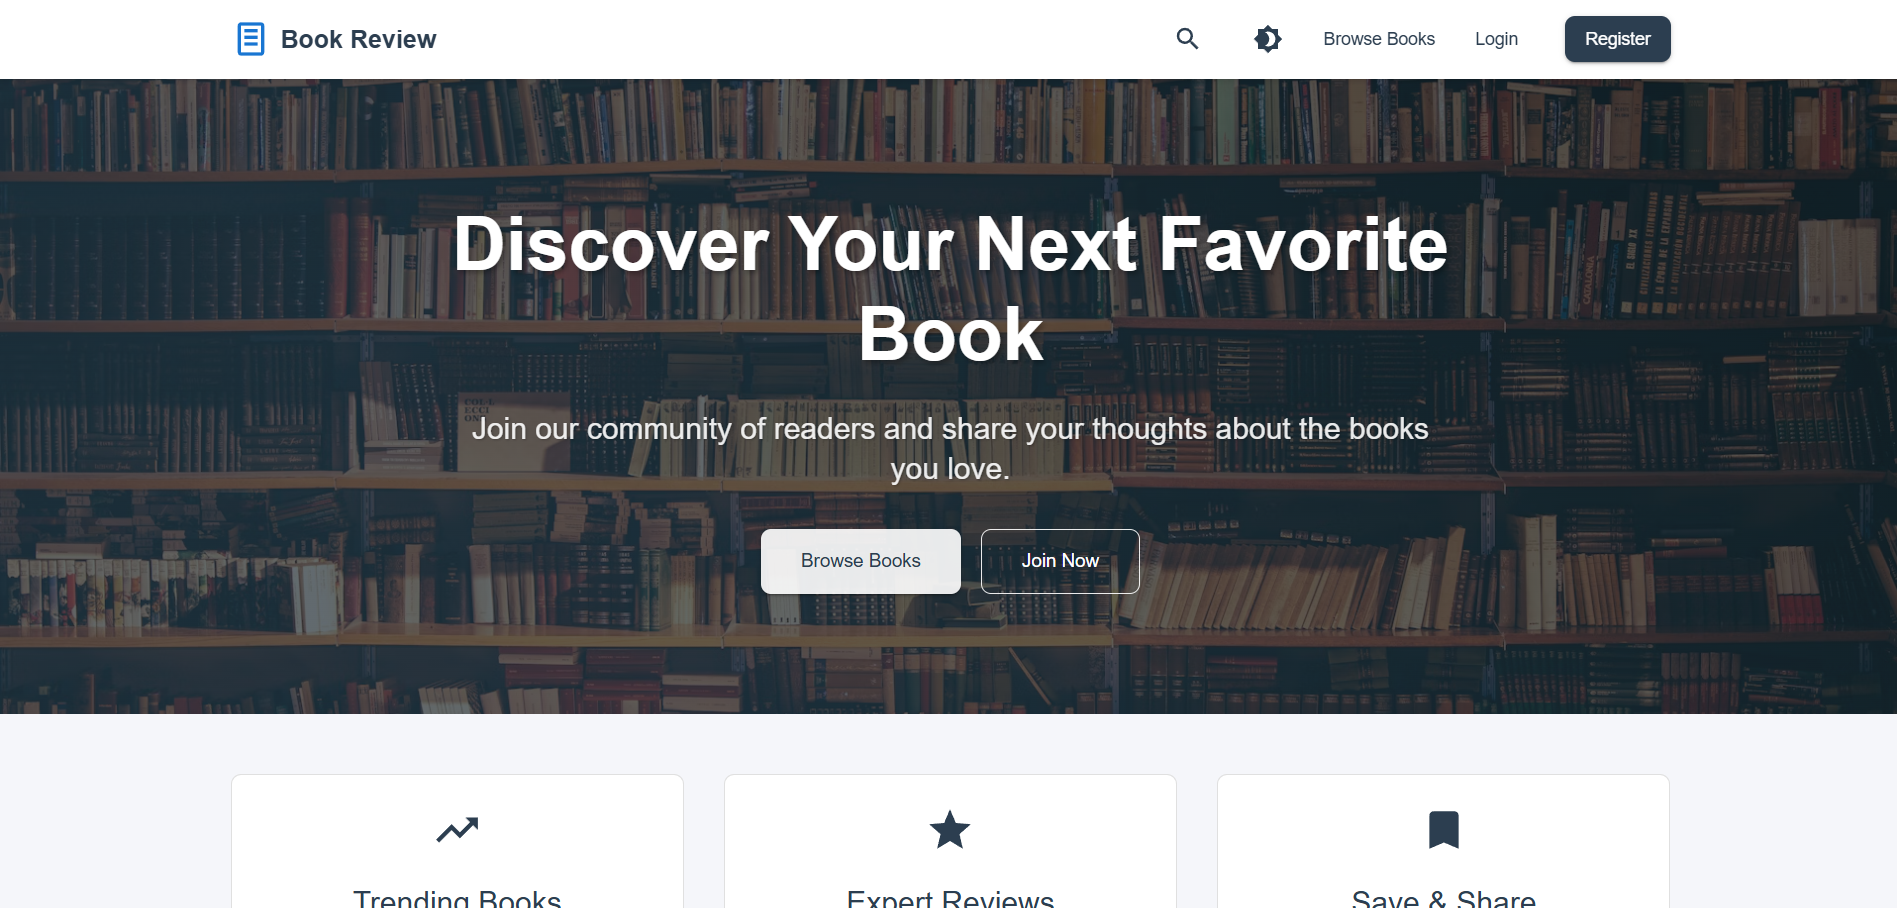 Book Review
Browse Books
Login
Register
Discover Your Next Favorite
Book
Join our community of readers and share your thoughts about the books
you love.
Browse Books
Join Now
Trending Books
Expert Reviews
Save & Share